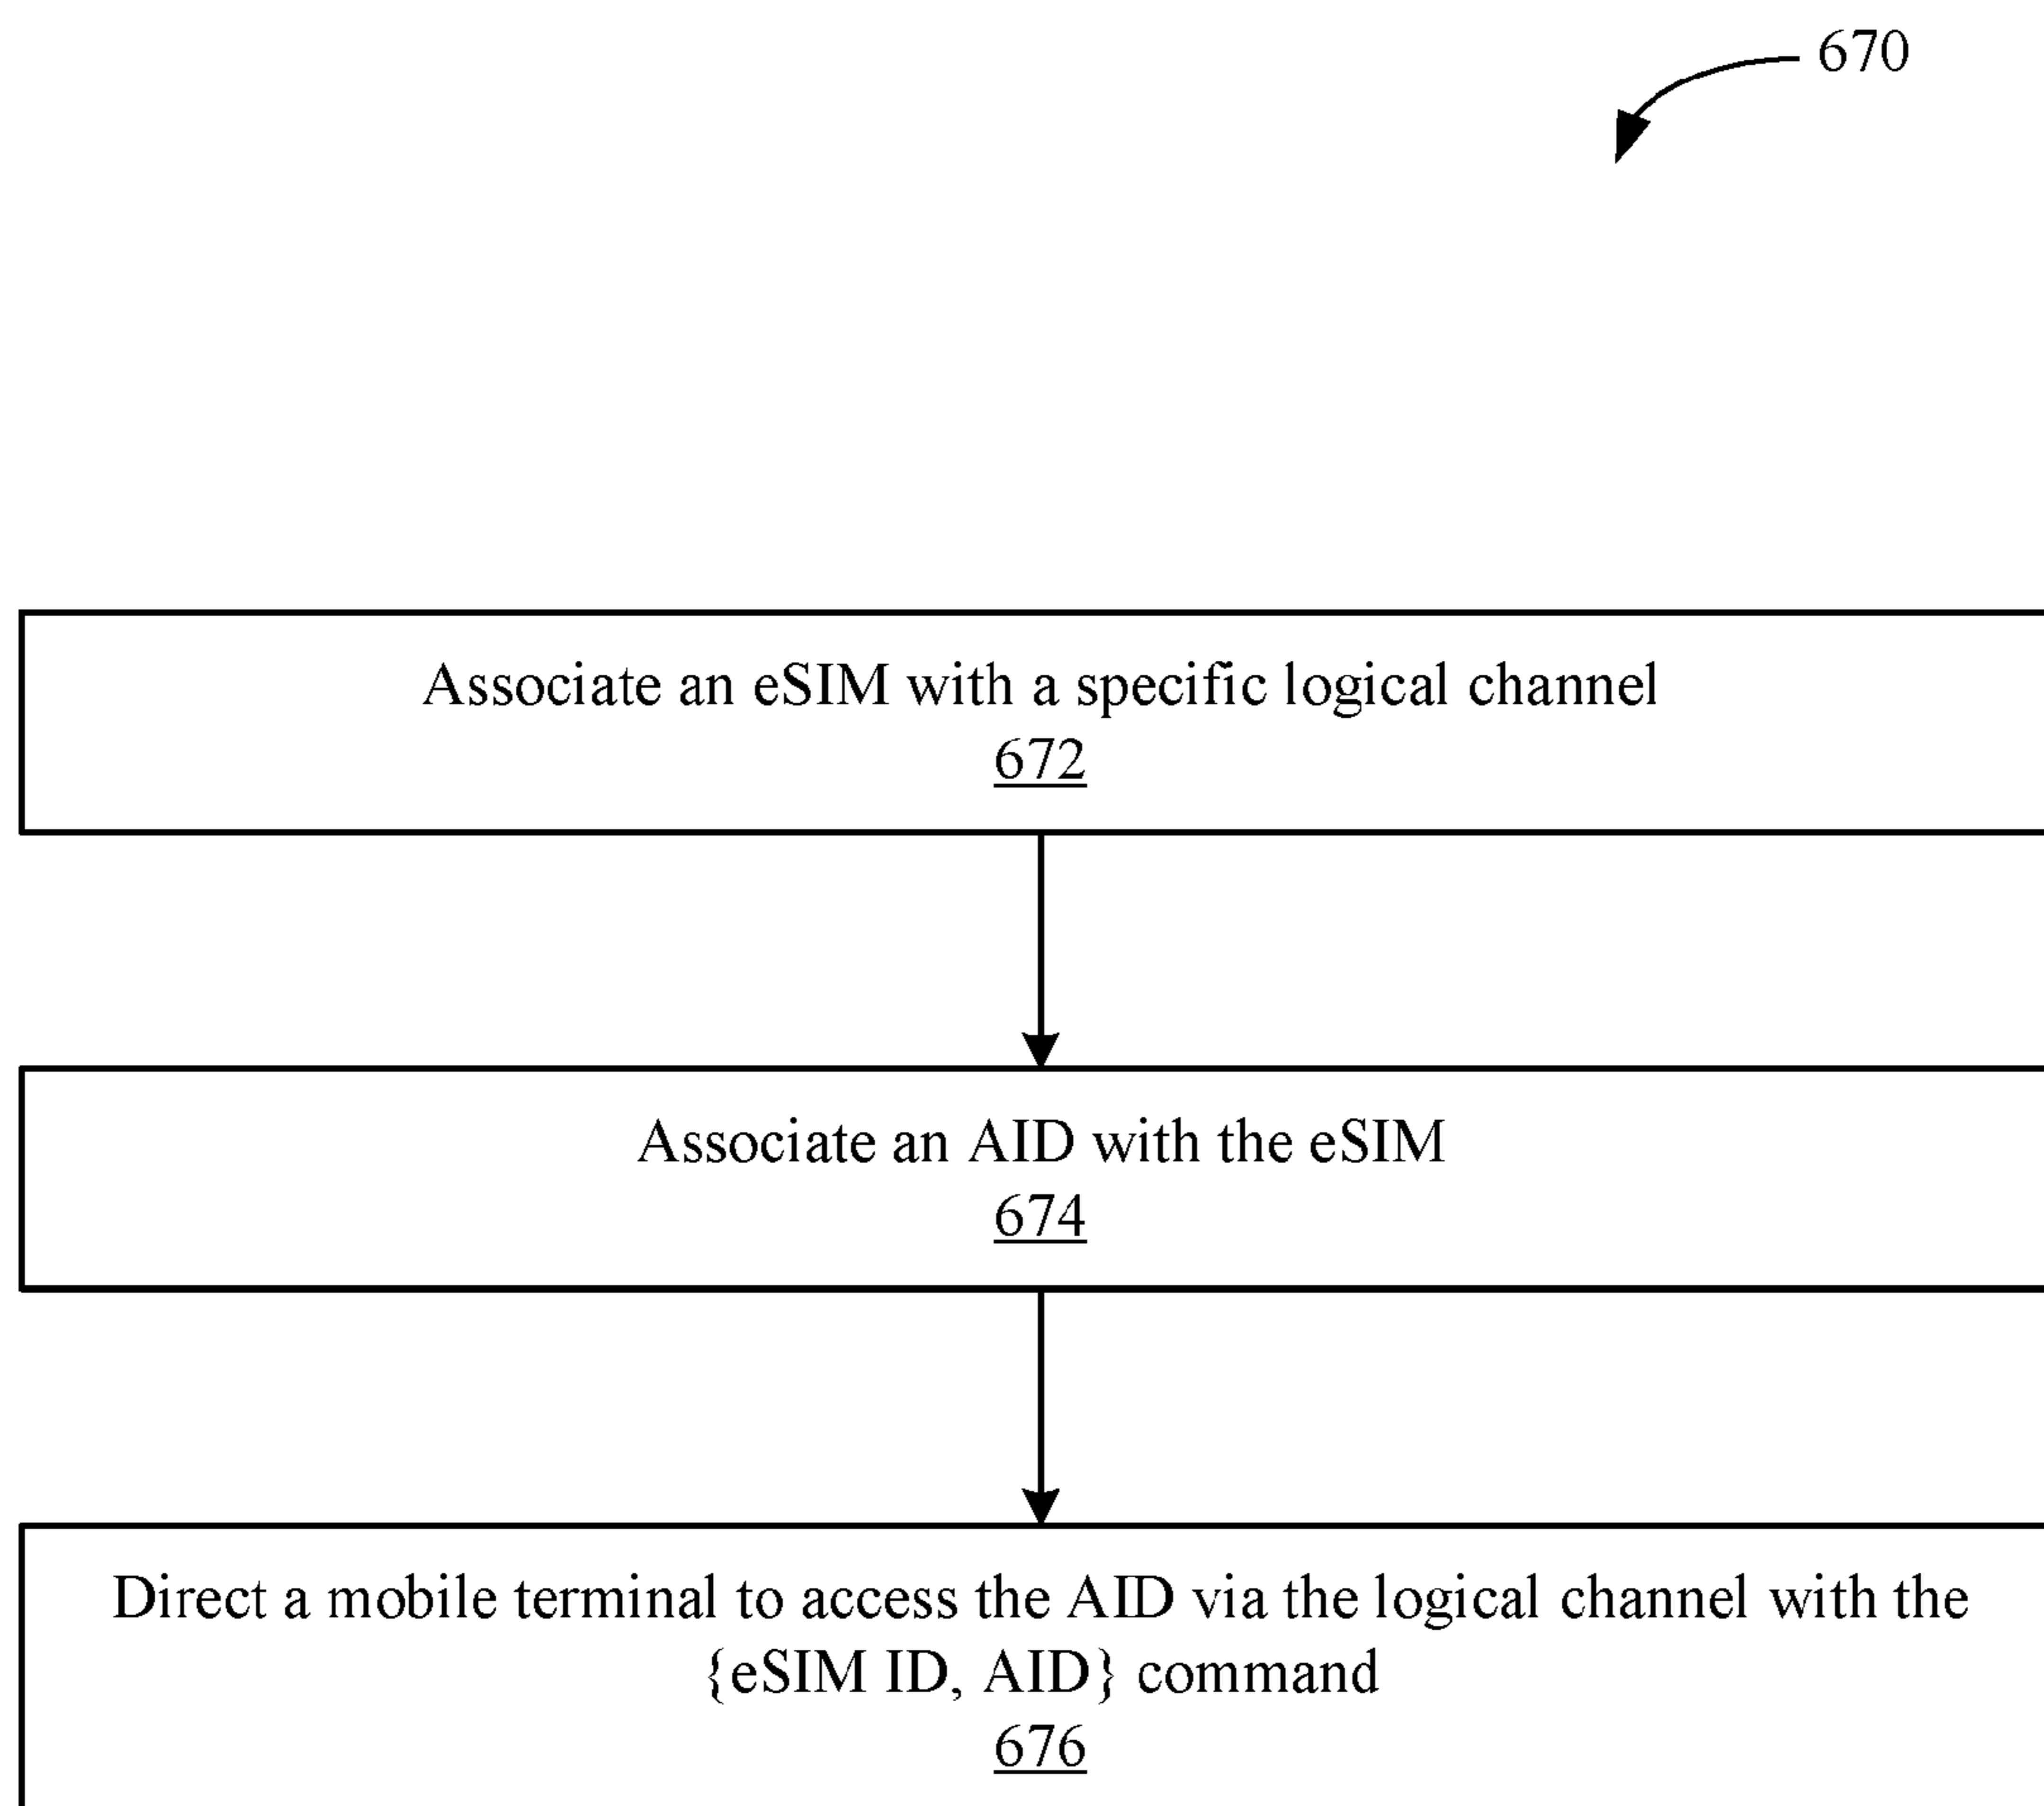 670
Associate an eSIM with a specific logical channel
672
Associate an AID with the eSIM
674
Direct a mobile terminal to access the AID via the logical channel with the
{eSIM ID, AID} command
676